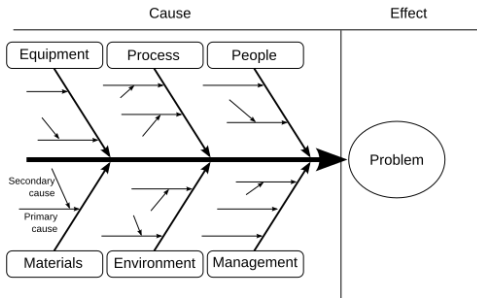 Cause
Effect
Equipment
Process
People
Problem
Secondary
cause
Primary
cause
Materials
Environment
Management